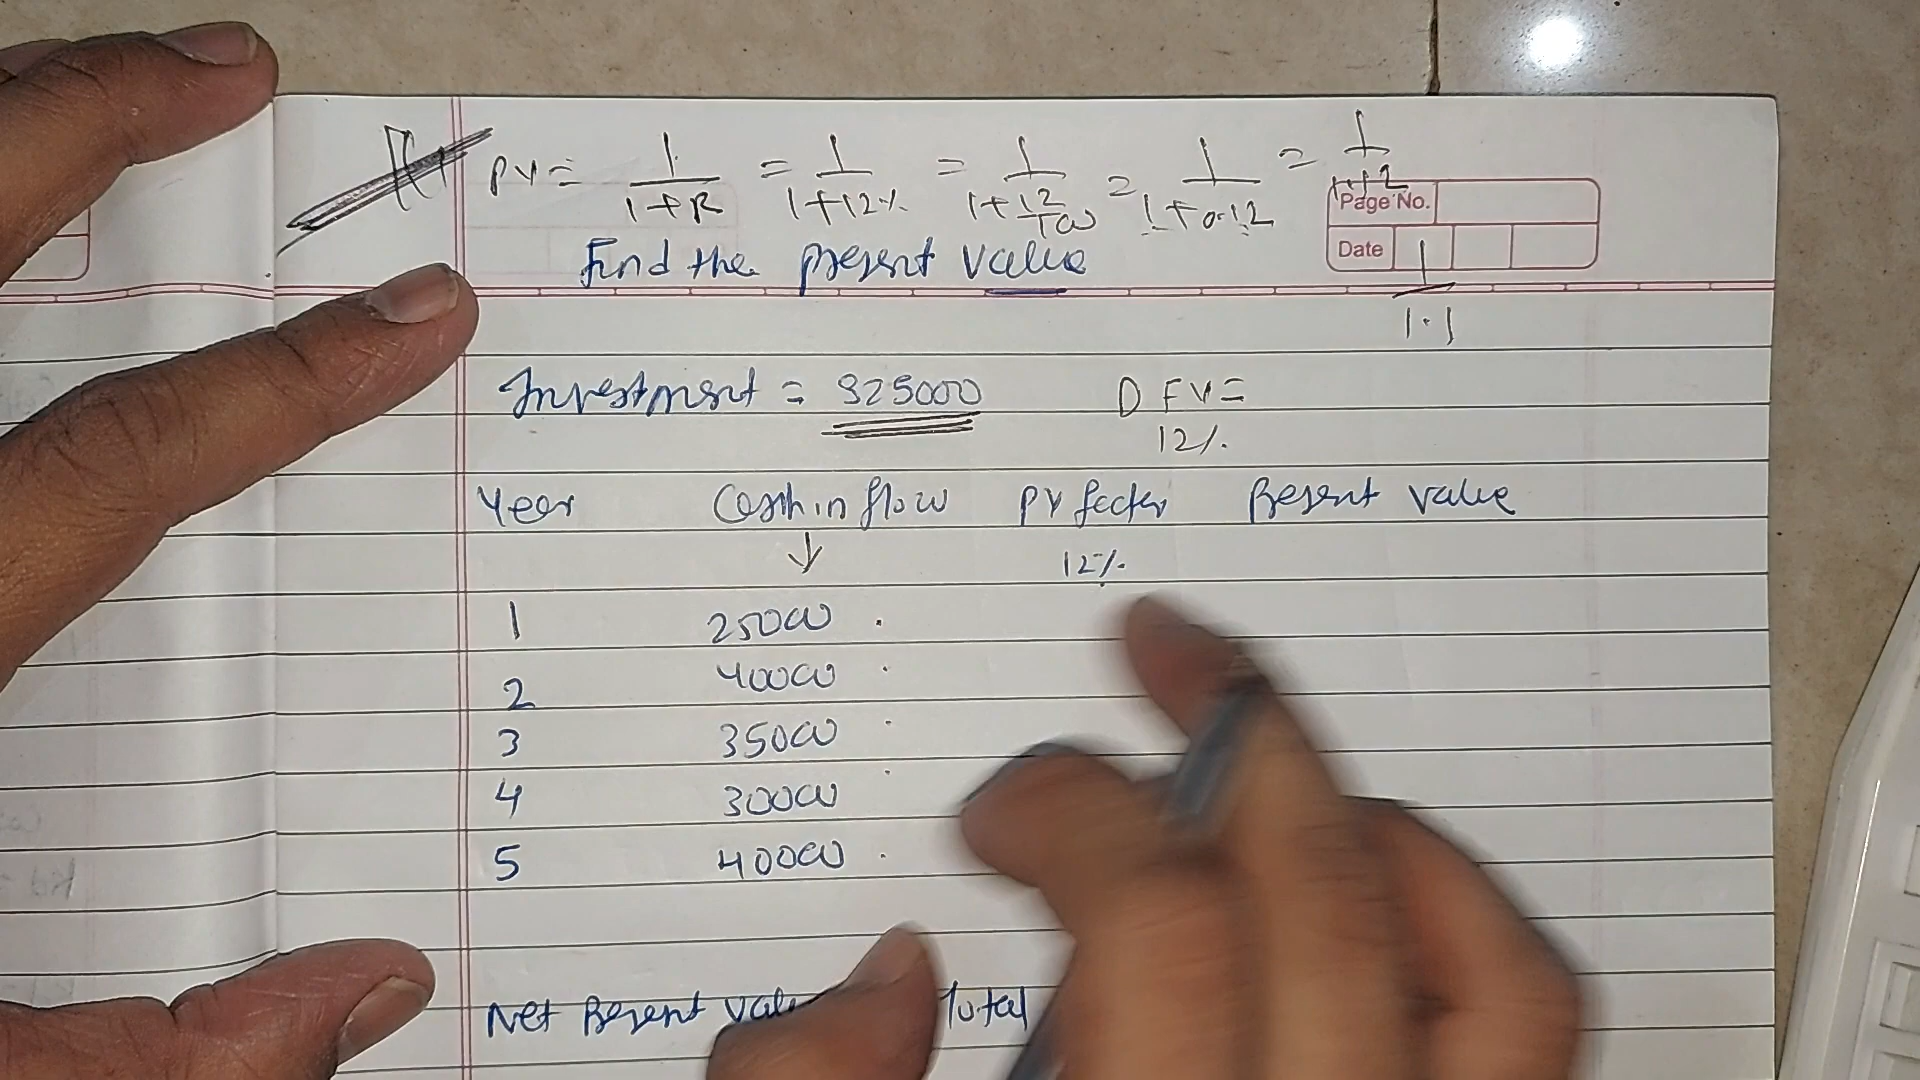 PV = 1/1+R = 1/1+12% = 1/1+12/100 = 1/1+0.12 = 1/1.12
Page No.
Find the present value
Date
1/1.1
Investment = 325000 DFV =
12%
Year Cash in flow PV factor Present value
↓ 12%
1 25000
2 40000
3 35000
4 30000
5 40000
Net Present Total